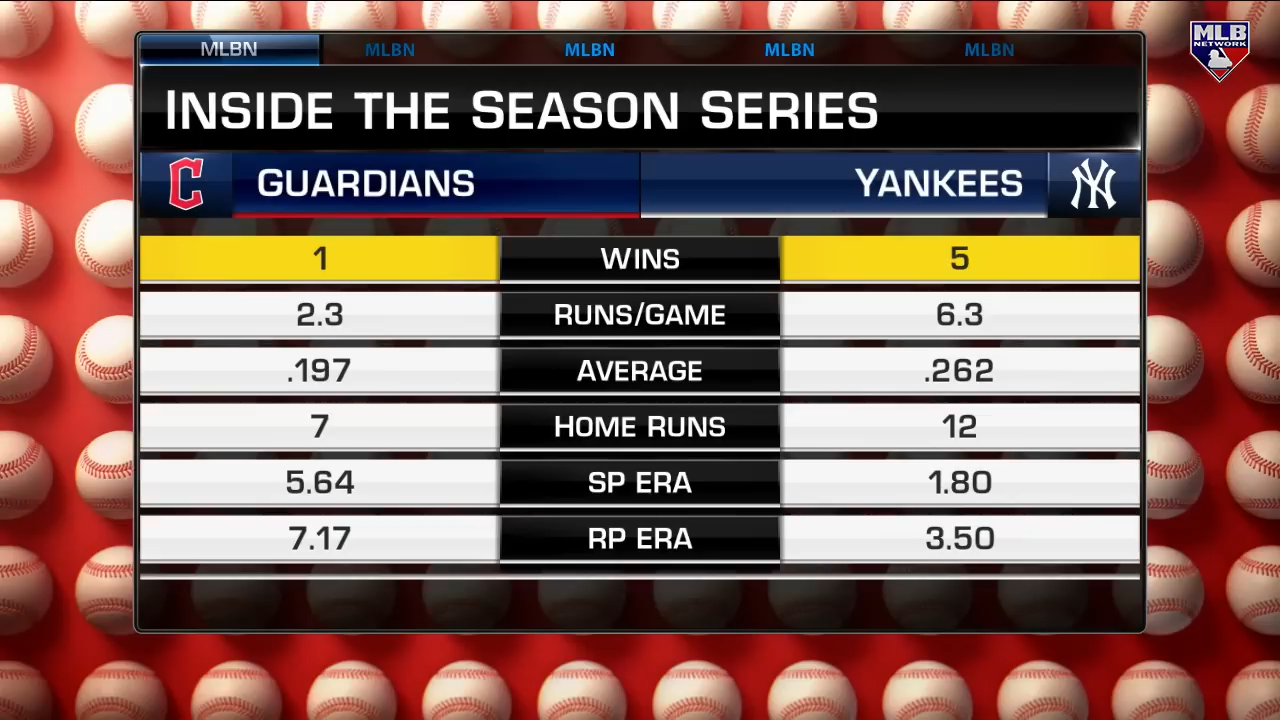 MLBN MLBN MLBN MLBN MLBN
MLB
NETWORK
INSIDE THE SEASON SERIES
C GUARDIANS YANKEES NY
1 WINS 5
2.3 RUNS/GAME 6.3
.197 AVERAGE .262
7 HOME RUNS 12
5.64 SP ERA 1.80
7.17 RP ERA 3.50